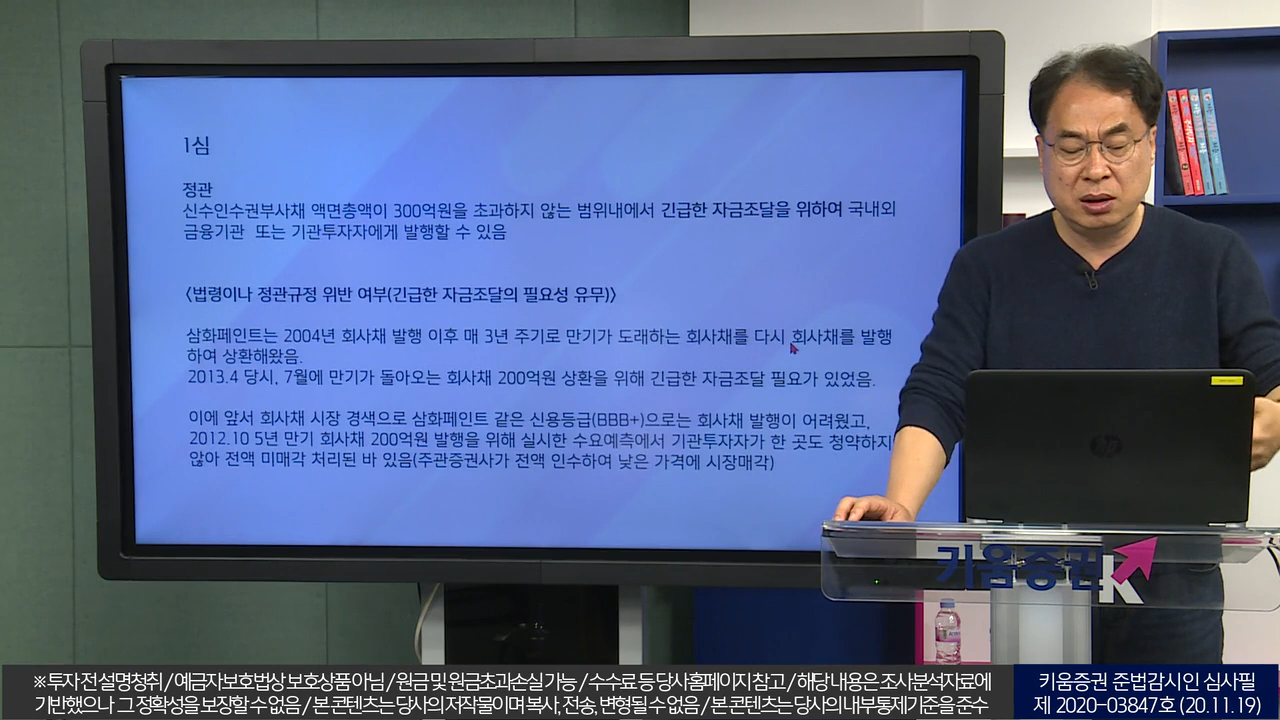 1심
정관
신수인수권부사채 액면총액이 300억원을 초과하지 않는 범위내에서 긴급한 자금조달을 위하여 국내외
금융기관 또는 기관투자자에게 발행할 수 있음
<법령이나 정관규정 위반 여부(긴급한 자금조달의 필요성 유무)>
삼화페인트는 2004년 회사채 발행 이후 매 3년 주기로 만기가 도래하는 회사채를 다시 회사채를 발행
하여 상환해왔음.
2013.4 당시, 7월에 만기가 돌아오는 회사채 200억원 상환을 위해 긴급한 자금조달 필요가 있었음.
이에 앞서 회사채 시장 경색으로 삼화페인트 같은 신용등급(BBB+)으로는 회사채 발행이 어려웠고,
2012.10 5년 만기 회사채 200억원 발행을 위해 실시한 수요예측에서 기관투자자가 한 곳도 청약하지
않아 전액 미매각 처리된 바 있음(주관증권사가 전액 인수하여 낮은 가격에 시장매각)
hp
키움증권 K
※ 투자 전 설명청취 / 예금자보호법상 보호상품 아님 / 원금 및 원금초과손실 가능 / 수수료 등 당사홈페이지 참고 / 해당 내용은 조사분석자료에
기반했으나 그 정확성을 보장할 수 없음 / 본 콘텐츠는 당사의 저작물이며 복사, 전송, 변형될 수 없음 / 본 콘텐츠는 당사의 내부통제기준을 준수
키움증권 준법감시인 심사필
제 2020-03847호 (20.11.19)